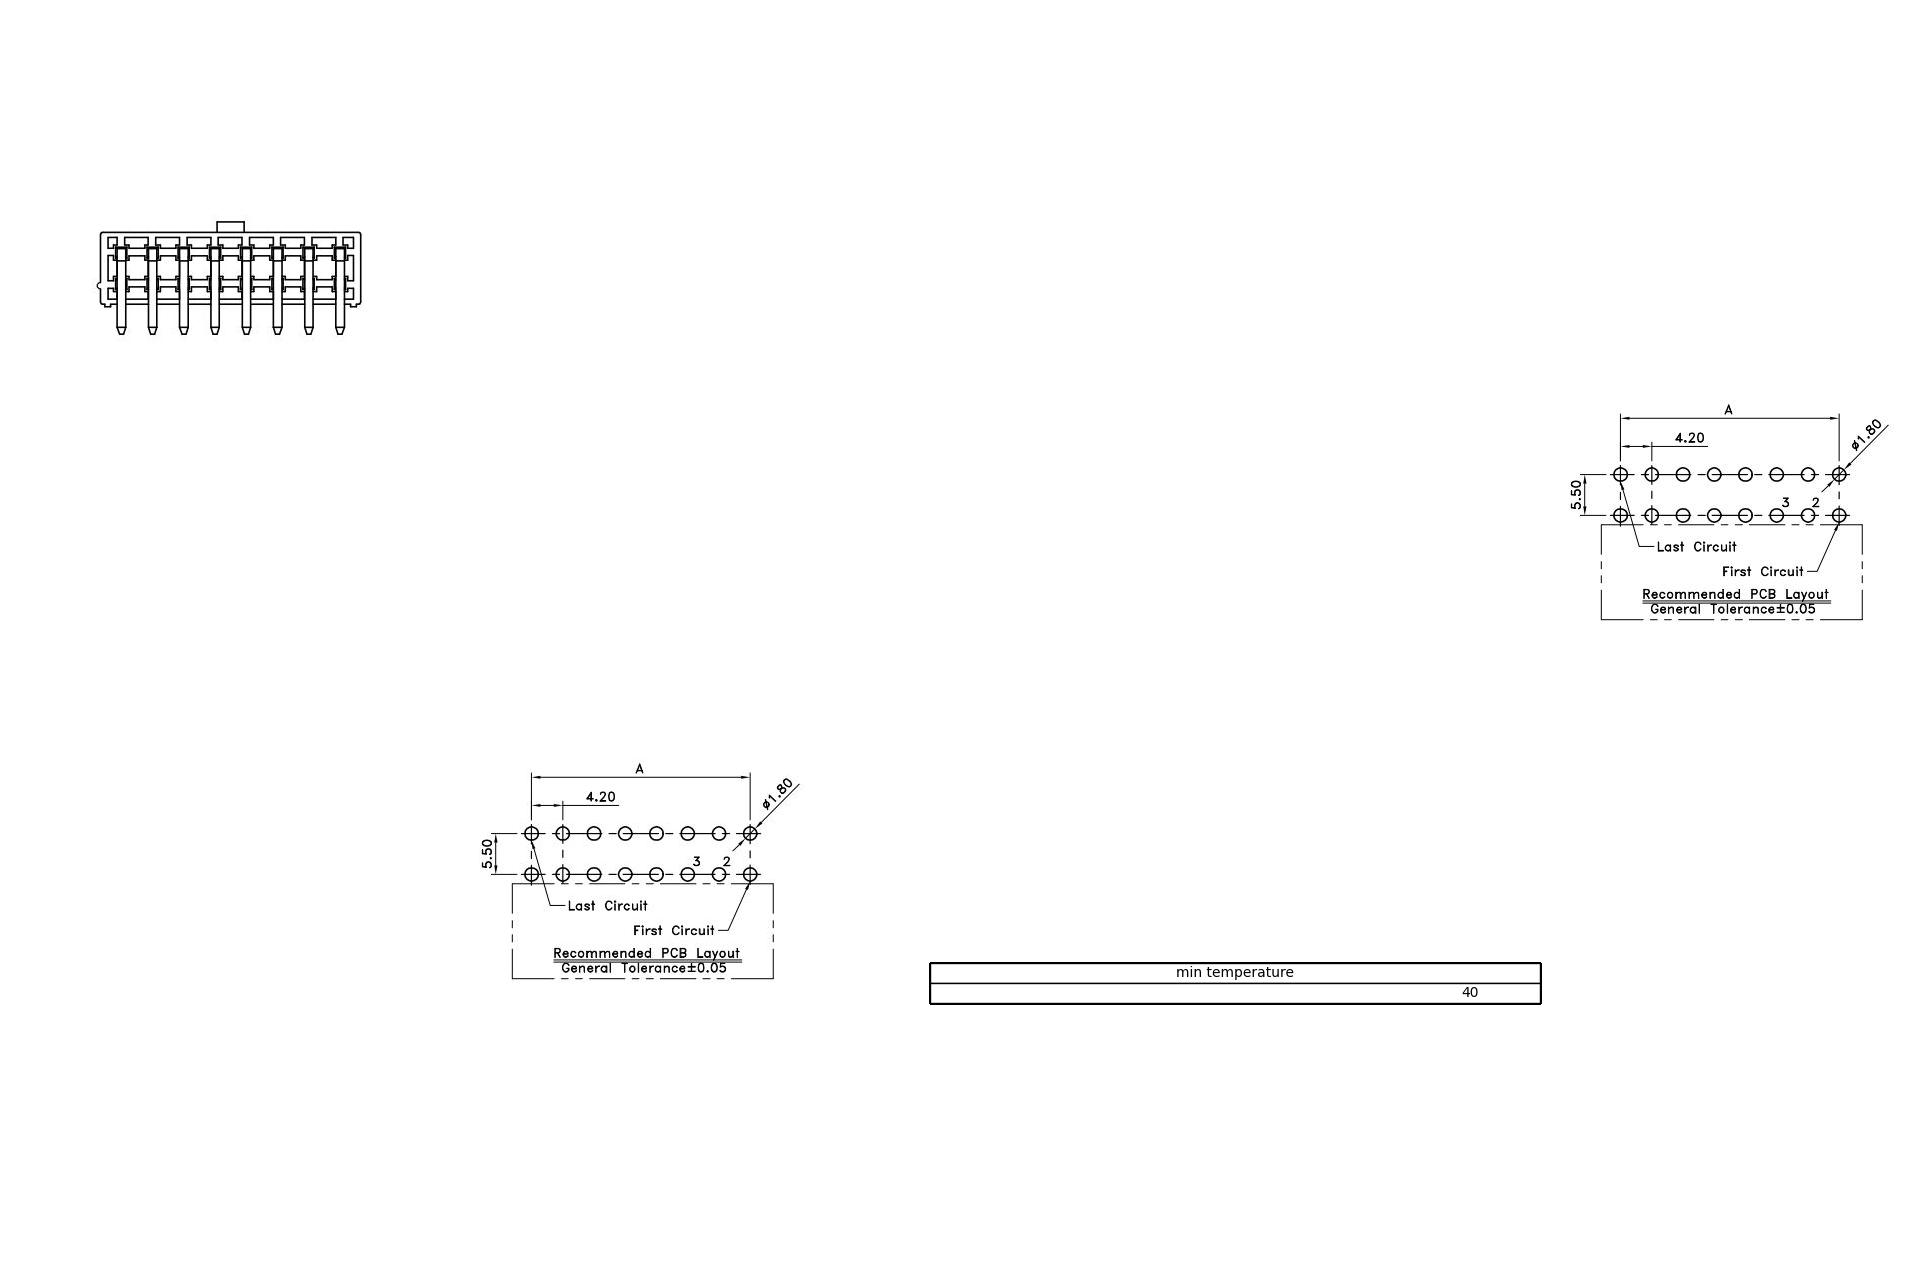 A
4.20
ø1.80
5.50
3 2
Last Circuit
First Circuit
Recommended PCB Layout
General Tolerance±0.05
A
4.20
ø1.80
5.50
3 2
Last Circuit
First Circuit
Recommended PCB Layout
General Tolerance±0.05
min temperature
40